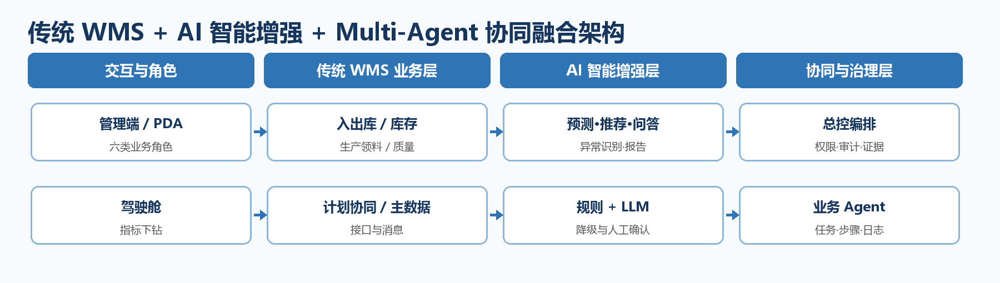 传统 WMS + AI 智能增强 + Multi-Agent 协同融合架构
交互与角色
传统 WMS 业务层
AI 智能增强层
协同与治理层
管理端 / PDA
六类业务角色
入出库 / 库存
生产领料 / 质量
预测·推荐·问答
异常识别·报告
总控编排
权限·审计·证据
驾驶舱
指标下钻
计划协同 / 主数据
接口与消息
规则 + LLM
降级与人工确认
业务 Agent
任务·步骤·日志